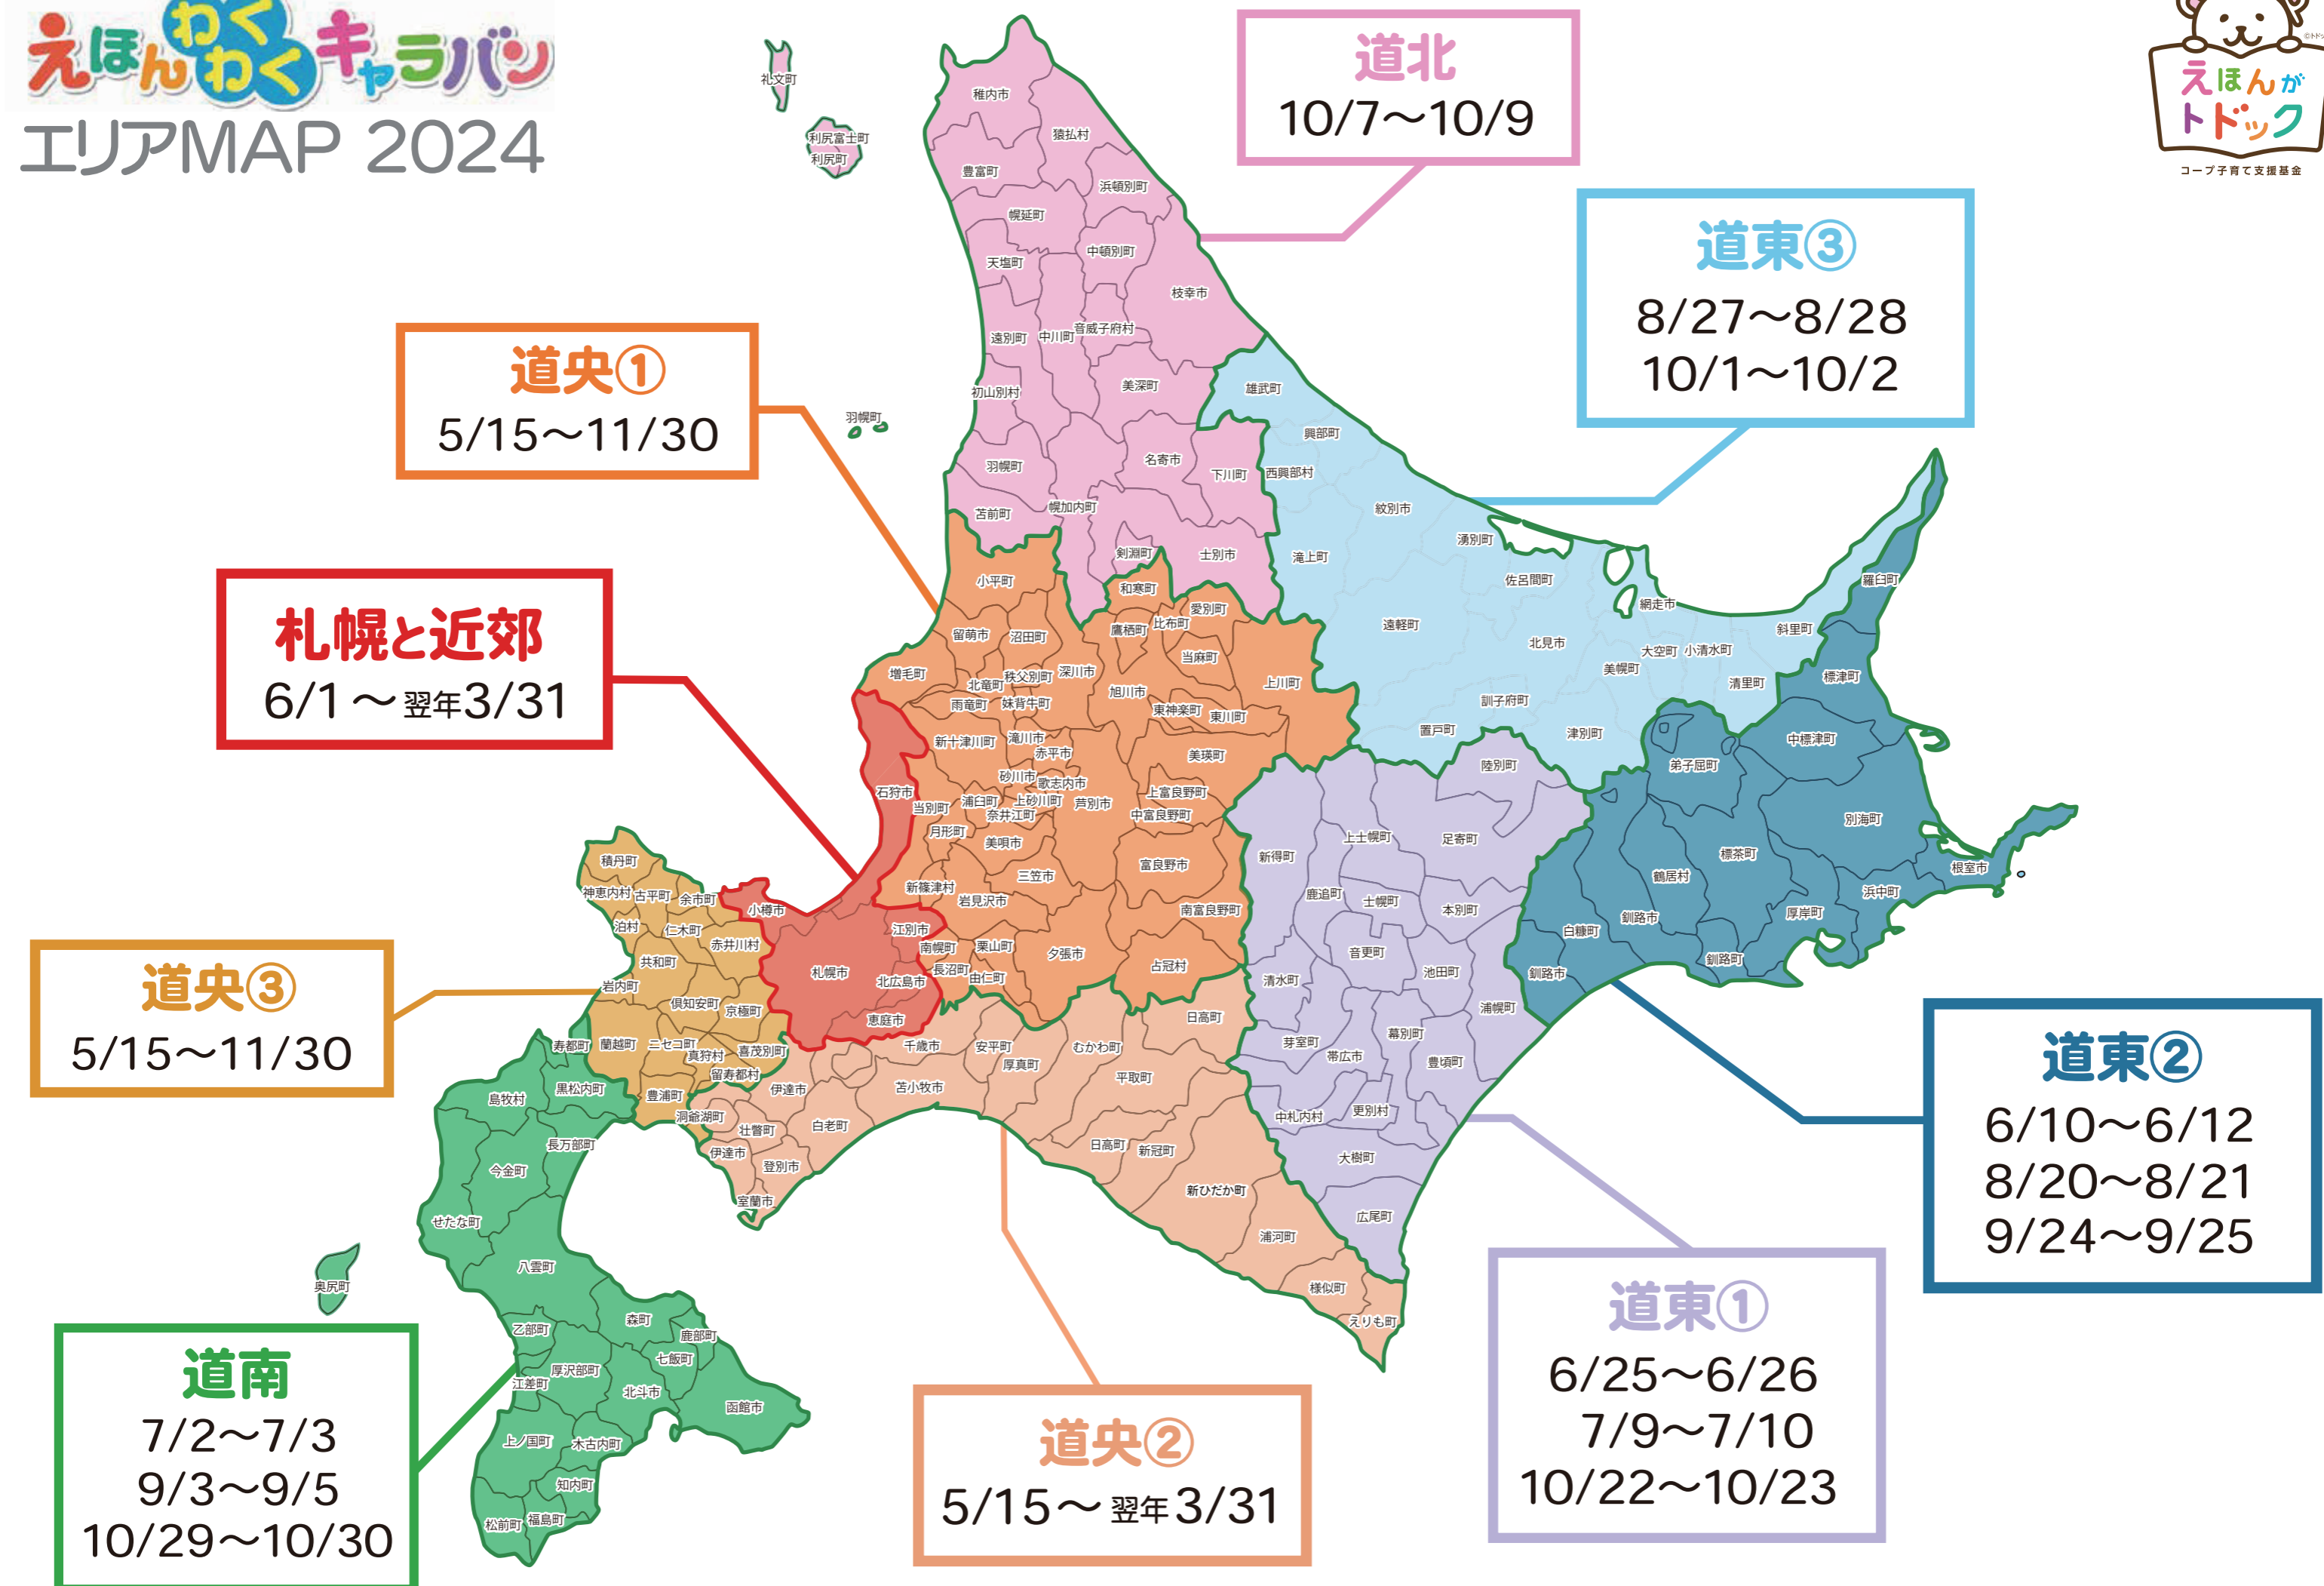 えほんわくわくキャラバン
エリアMAP 2024
えほんが
トドック
コープ子育て支援基金
道北
10/7～10/9
道東③
8/27～8/28
10/1～10/2
道央①
5/15～11/30
札幌と近郊
6/1～翌年3/31
道央③
5/15～11/30
道南
7/2～7/3
9/3～9/5
10/29～10/30
道央②
5/15～翌年3/31
道東①
6/25～6/26
7/9～7/10
10/22～10/23
道東②
6/10～6/12
8/20～8/21
9/24～9/25
礼文町
利尻富士町
利尻町
稚内市
猿払村
豊富町
浜頓別町
幌延町
中頓別町
天塩町
枝幸市
音威子府村
遠別町
中川町
美深町
初山別村
羽幌町
羽幌町
名寄市
下川町
苫前町
幌加内町
剣淵町
士別市
雄武町
興部町
西興部村
紋別市
湧別町
滝上町
佐呂間町
網走市
遠軽町
北見市
斜里町
大空町
小清水町
美幌町
清里町
訓子府町
置戸町
津別町
羅臼町
標津町
中標津町
弟子屈町
別海町
標茶町
根室市
鶴居村
浜中町
厚岸町
釧路市
白糠町
釧路町
釧路市
小平町
和寒町
愛別町
比布町
鷹栖町
留萌市
沼田町
当麻町
増毛町
秩父別町
深川市
北竜町
上川町
旭川市
雨竜町
妹背牛町
東神楽町
東川町
新十津川町
滝川市
赤平市
美瑛町
砂川市
歌志内市
上富良野町
浦臼町
上砂川町
芦別市
当別町
奈井江町
中富良野町
月形町
美唄市
富良野市
三笠市
新篠津村
岩見沢市
南富良野町
南幌町
栗山町
夕張市
占冠村
長沼町
由仁町
石狩市
小樽市
江別市
札幌市
北広島市
恵庭市
積丹町
神恵内村
古平町
余市町
泊村
仁木町
赤井川村
共和町
岩内町
倶知安町
京極町
蘭越町
ニセコ町
真狩村
喜茂別町
留寿都村
豊浦町
洞爺湖町
陸別町
上士幌町
足寄町
新得町
鹿追町
士幌町
本別町
音更町
池田町
清水町
浦幌町
幕別町
芽室町
帯広市
豊頃町
中札内村
更別村
大樹町
広尾町
日高町
千歳市
安平町
むかわ町
厚真町
平取町
苫小牧市
伊達市
白老町
壮瞥町
伊達市
登別市
室蘭市
日高町
新冠町
新ひだか町
浦河町
様似町
えりも町
寿都町
黒松内町
島牧村
長万部町
今金町
せたな町
八雲町
奥尻町
森町
乙部町
鹿部町
七飯町
厚沢部町
江差町
北斗市
函館市
上ノ国町
木古内町
知内町
松前町
福島町